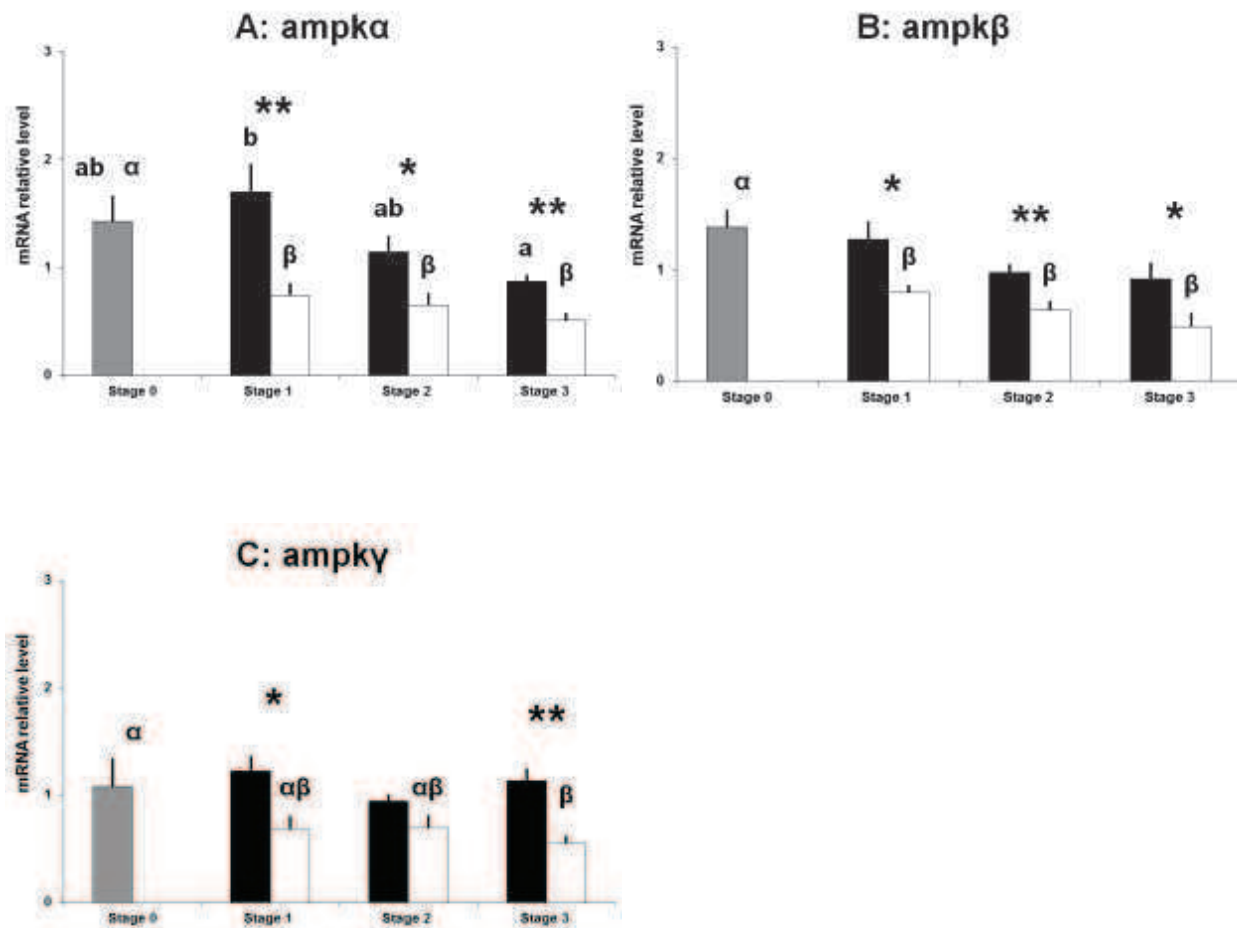 A: ampkα
3
2
1
0
mRNA relative level
ab α
b
**
β
ab
*
β
a
**
β
Stage 0 Stage 1 Stage 2 Stage 3
B: ampkβ
3
2
1
0
mRNA relative level
α
*
β
**
β
*
β
Stage 0 Stage 1 Stage 2 Stage 3
C: ampkγ
3
2
1
0
mRNA relative level
α
*
αβ
αβ
**
β
Stage 0 Stage 1 Stage 2 Stage 3